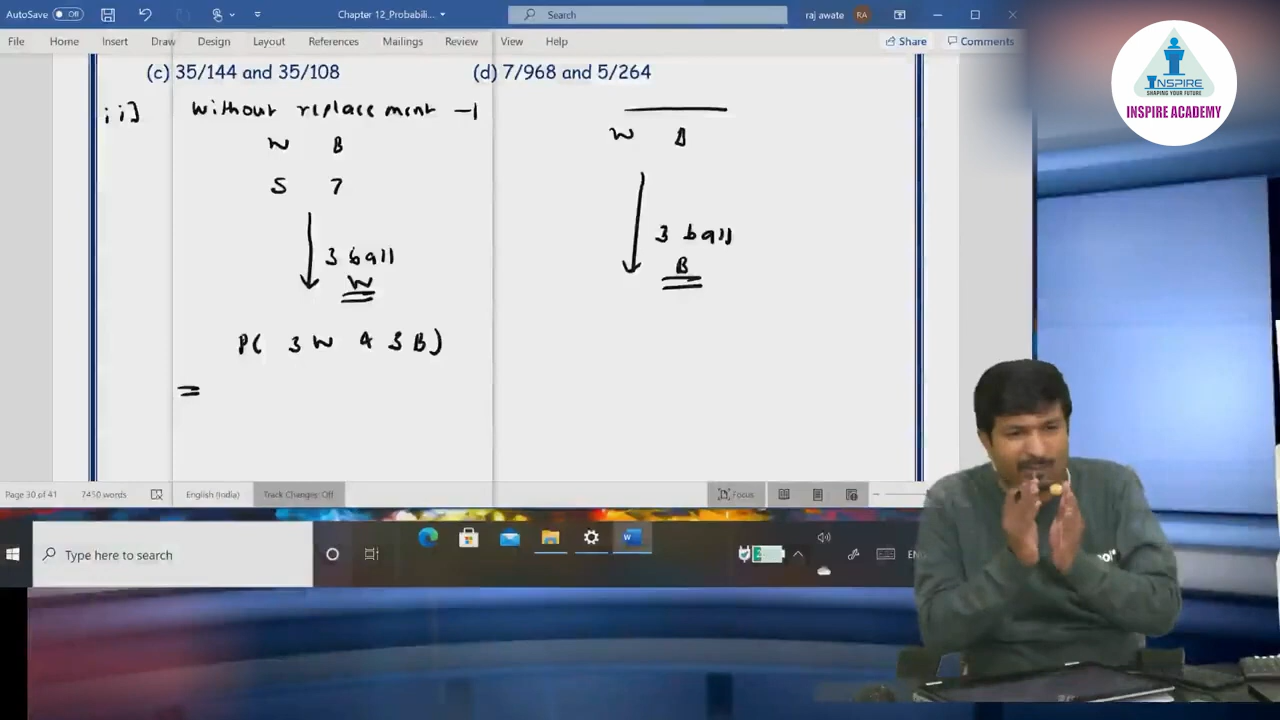 AutoSave Off Chapter 12_Probabili... Search raj awate RA
File Home Insert Draw Design Layout References Mailings Review View Help Share Comments
INSPIRE
SHAPING YOUR FUTURE
INSPIRE ACADEMY
(c) 35/144 and 35/108 (d) 7/968 and 5/264
ii] Without replacement -1
W B
5 7
3 ball
W
P( 3 W & 3 B)
=
W B
3 ball
B
Page 30 of 41 7410 words English (India) Track Changes: Off Focus
Type here to search